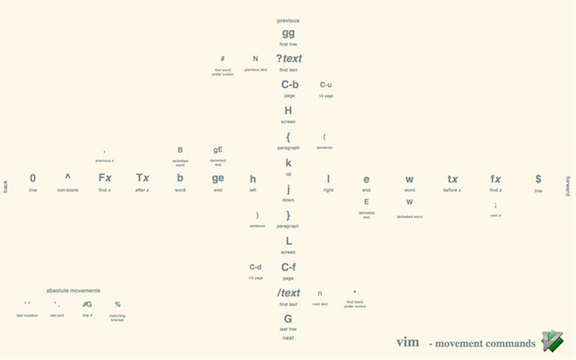 previous
gg
first line
# N ?text
find word under cursor previous text find text
C-b C-u
page 1/2 page
H
screen
{ (
paragraph sentence
, B gE k
previous x delimited word delimited end up
back 0 ^ Fx Tx b ge h j l e w tx fx $ forward
line non-blank find x after x word end left down right end word before x find x line
E W ;
delimited end delimited word next x
) }
sentence paragraph
L
screen
C-d C-f
1/2 page page
/text n *
find text next text find word under cursor
G
last line
next
absolute movements
' ' '. #G %
last edit line # matching bracket
vim - movement commands